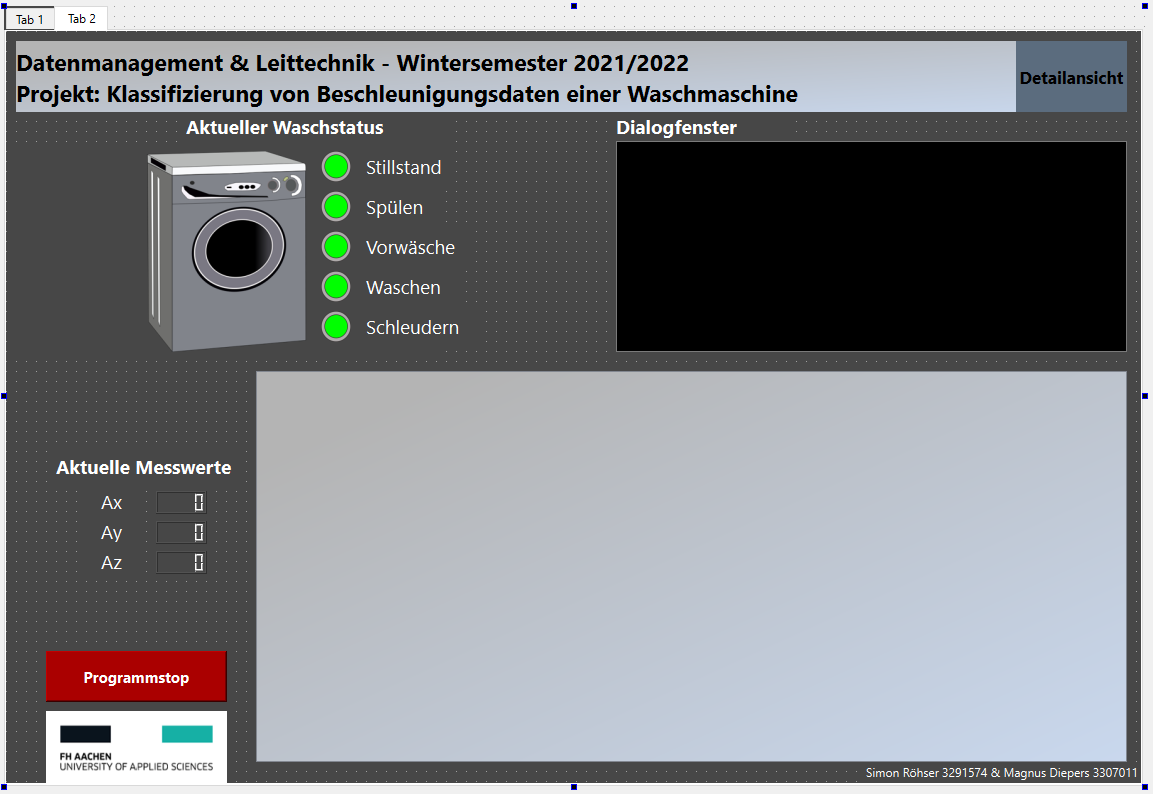 Tab 1
Tab 2
Datenmanagement & Leittechnik - Wintersemester 2021/2022
Projekt: Klassifizierung von Beschleunigungsdaten einer Waschmaschine
Detailansicht
Aktueller Waschstatus
Dialogfenster
Stillstand
Spülen
Vorwäsche
Waschen
Schleudern
Aktuelle Messwerte
Ax 0
Ay 0
Az 0
Programmstop
FH AACHEN
UNIVERSITY OF APPLIED SCIENCES
Simon Röhser 3291574 & Magnus Diepers 3307011